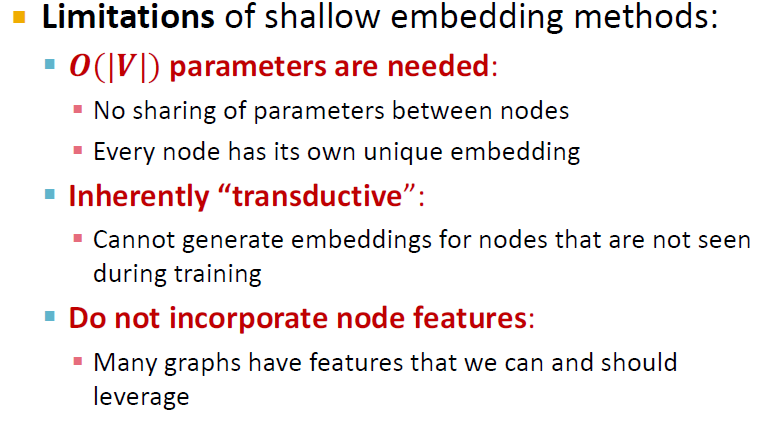 Limitations of shallow embedding methods:
O(|V|) parameters are needed:
No sharing of parameters between nodes
Every node has its own unique embedding
Inherently “transductive”:
Cannot generate embeddings for nodes that are not seen
during training
Do not incorporate node features:
Many graphs have features that we can and should
leverage